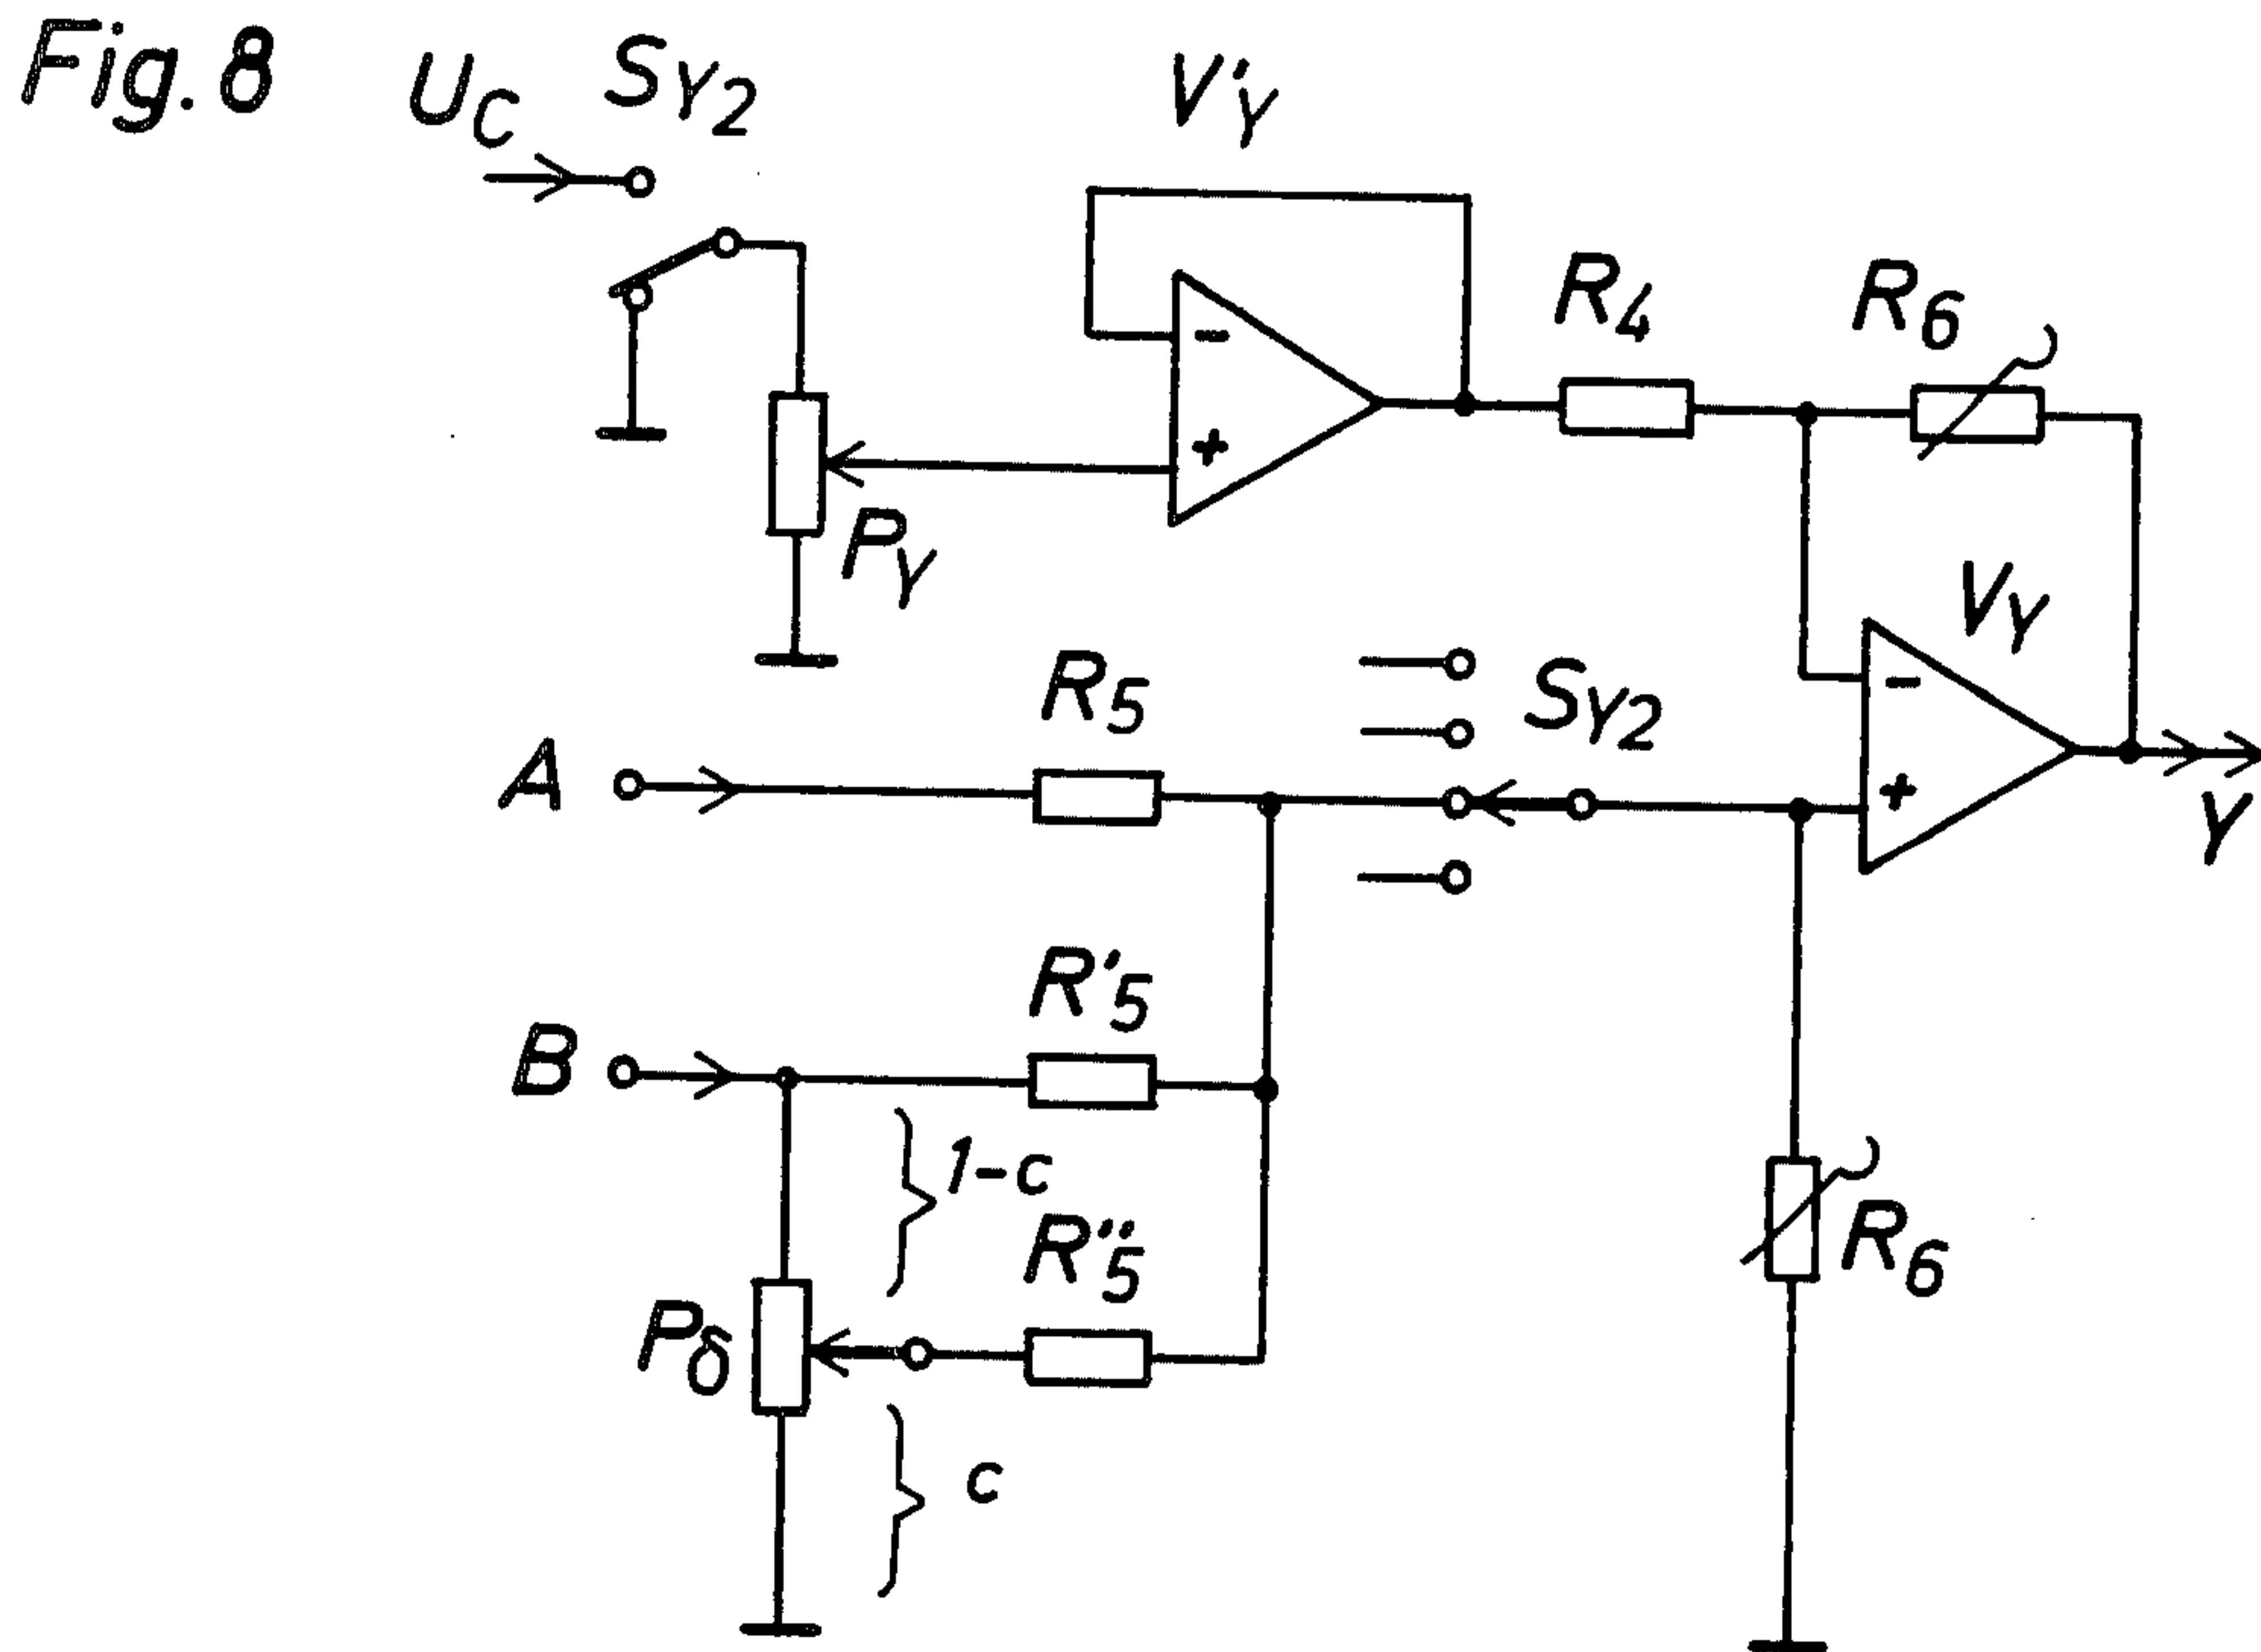 Fig. 8
U_C
S_Y2
V'_Y
R_4
R_6
P_Y
V_Y
R_5
S_Y2
A
Y
R'_5
B
1-c
R"_5
R_6
P_δ
c
-
+
-
+